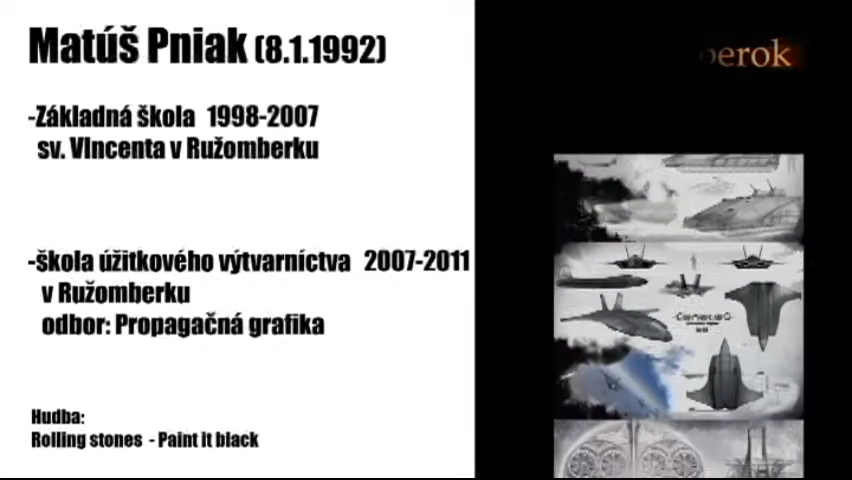 Matúš Pniak (8.1.1992)
-Základná škola 1998-2007
sv. VIncenta v Ružomberku
-škola úžitkového výtvarníctva 2007-2011
v Ružomberku
odbor: Propagačná grafika
Hudba:
Rolling stones - Paint it black
berok